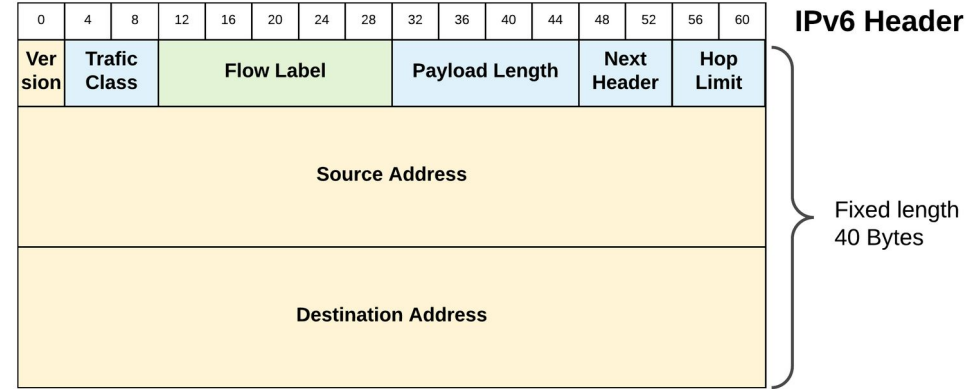 0 4 8 12 16 20 24 28 32 36 40 44 48 52 56 60
IPv6 Header
Ver
sion
Trafic
Class
Flow Label
Payload Length
Next
Header
Hop
Limit
Source Address
Destination Address
Fixed length
40 Bytes